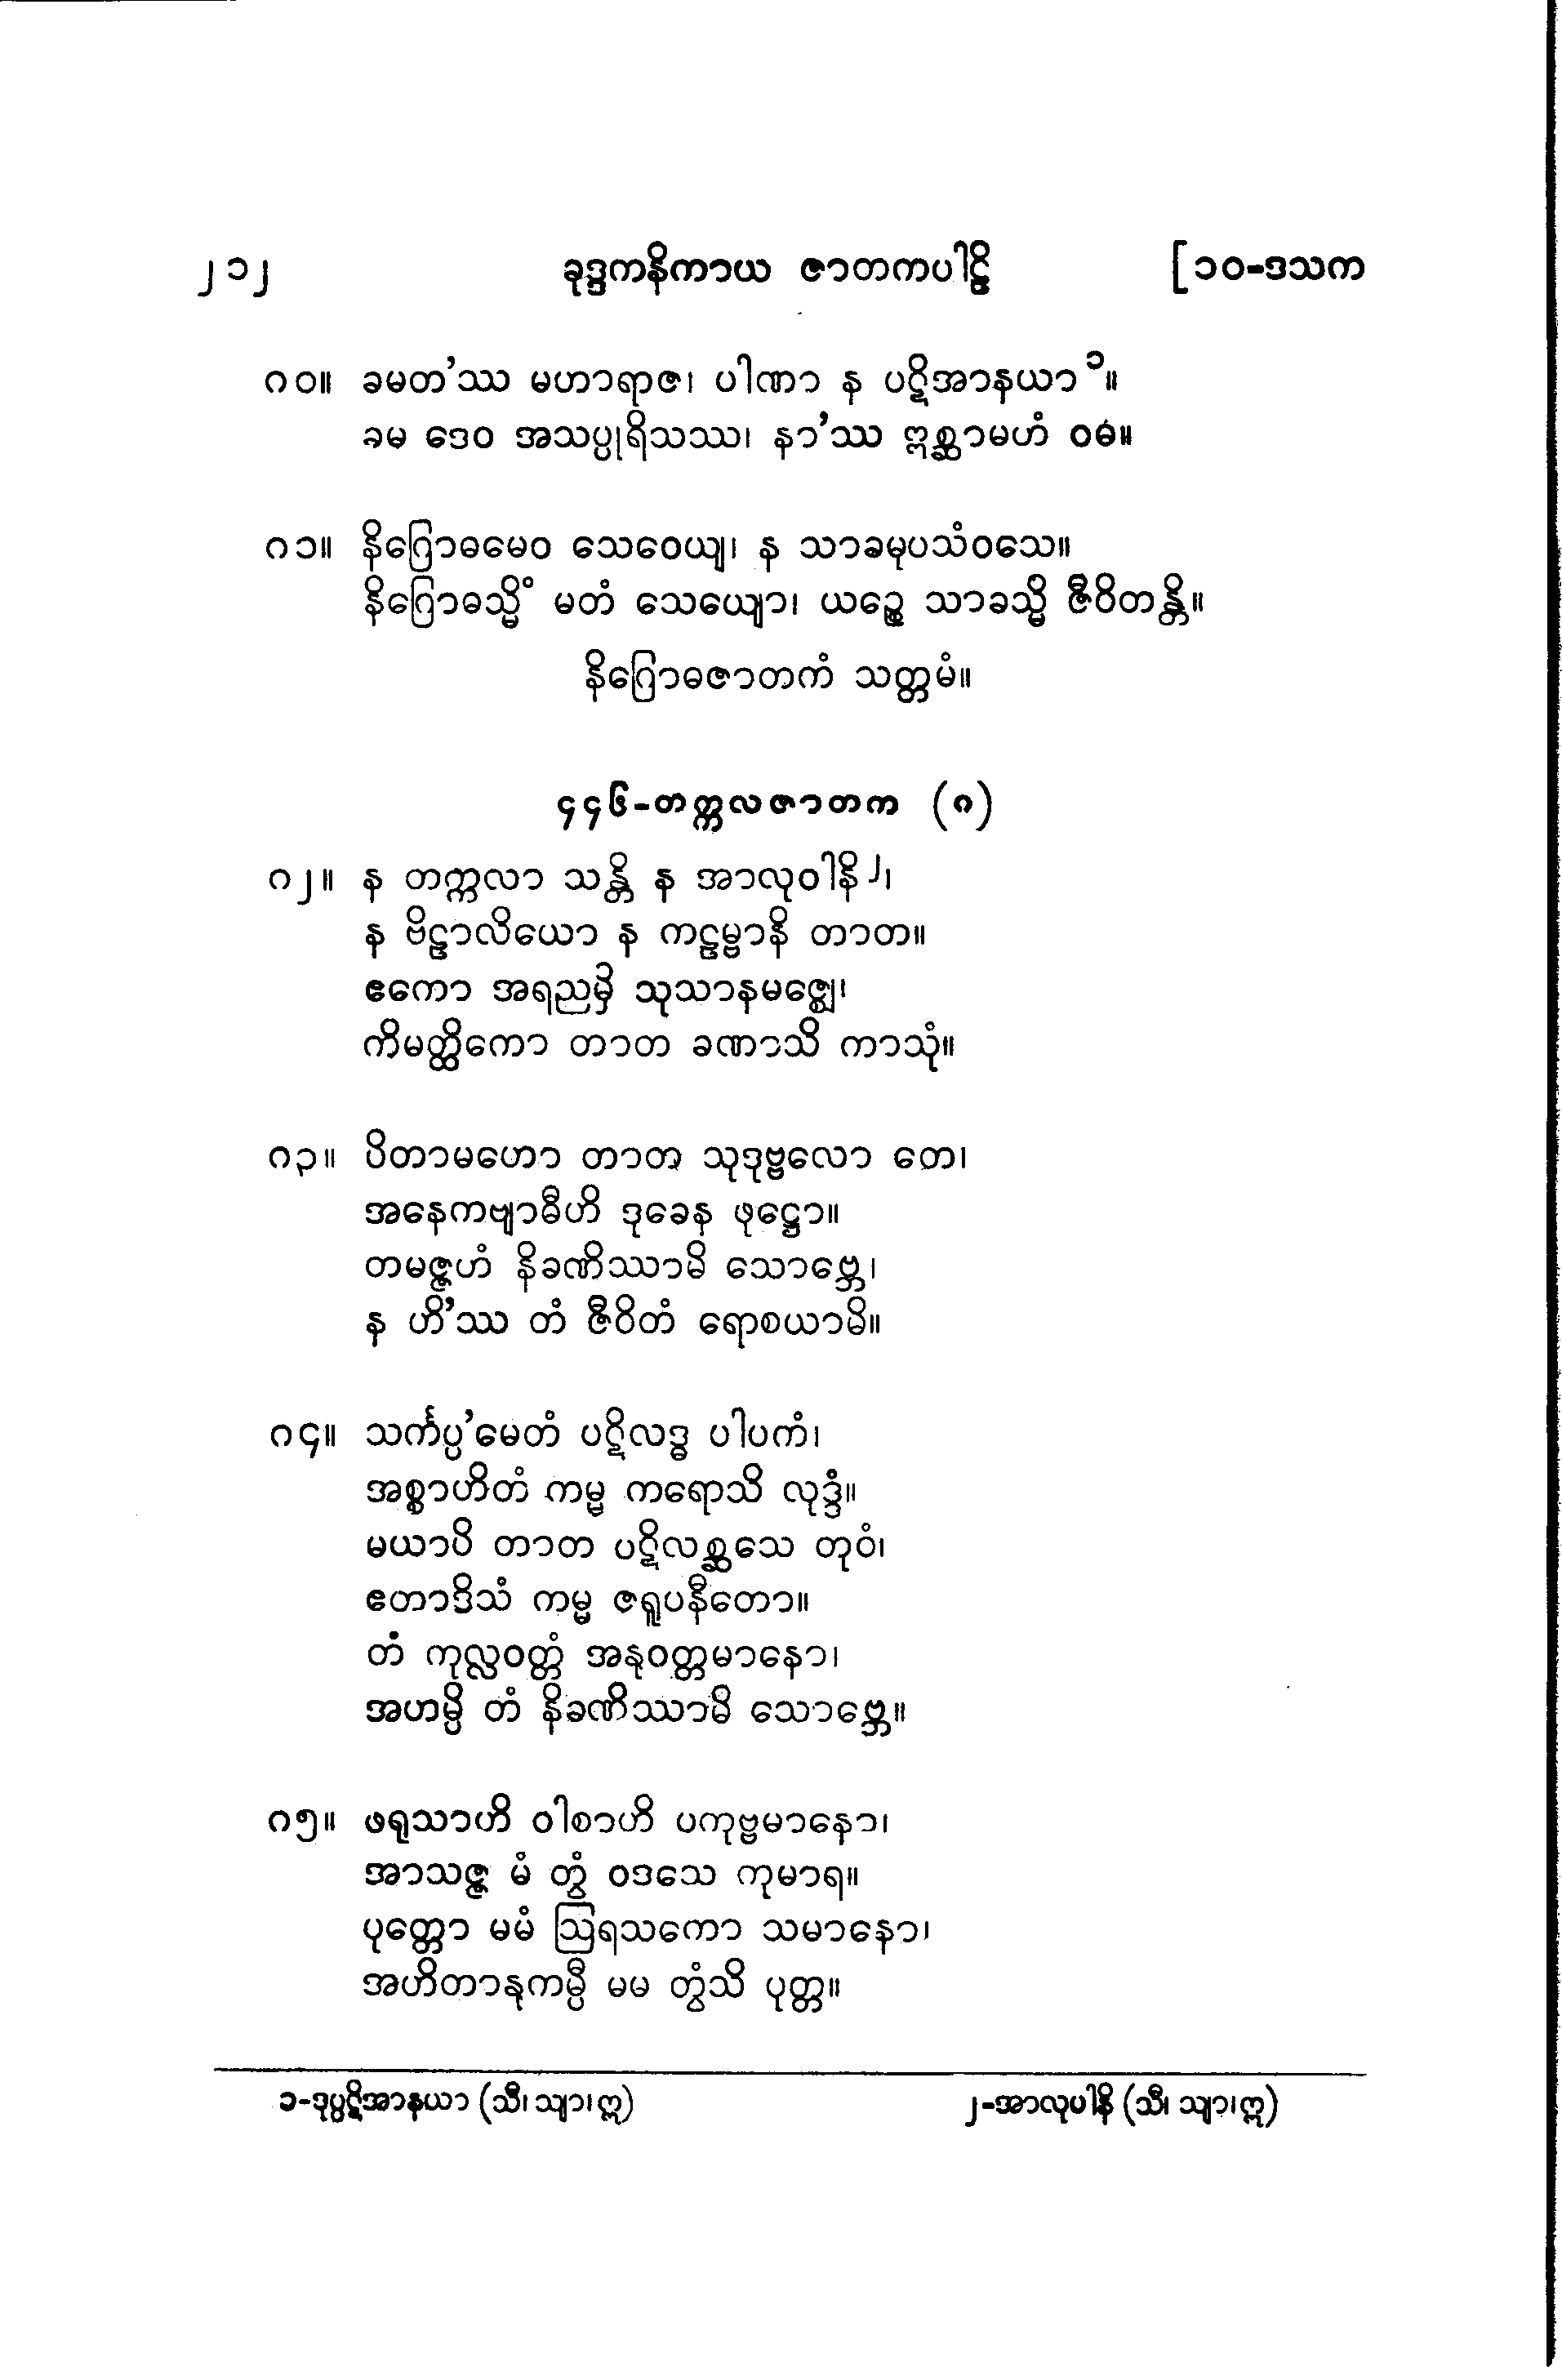 ၂၁၂ ခုဒ္ဒကနိကာယ ဇာတကပါဠိ [၁၀-ဒသက
၈၀။ ခမတ’ဿ မဟာရာဇ၊ ပါဏာ န ပဋိအာနယာ ၁။
ခမ ဒေဝ အသပ္ပုရိသဿ၊ နာ’ဿ ဣစ္ဆာမဟံ ဝဓံ။
၈၁။ နိဂြောဓမေဝ သေဝေယျ၊ န သာခမုပသံဝသေ။
နိဂြောဓသ္မိံ မတံ သေယျော၊ ယဉ္စေ သာခသ္မိ ဇီဝိတန္တိ။
နိဂြောဓဇာတကံ သတ္တမံ။
၄၄၆-တက္ကလဇာတက (၈)
၈၂။ န တက္ကလာ သန္တိ န အာလုဝါနိ ၂၊
န ဗိဠာလိယော န ကဠမ္ဗာနိ တာတ။
ဧကော အရညမှိ သုသာနမဇ္ဈေ၊
ကိမတ္ထိကော တာတ ခဏာသိ ကာသုံ။
၈၃။ ပိတာမဟော တာတ သုဒုဗ္ဗလော တေ၊
အနေကဗျာဓီဟိ ဒုခေန ဖုဋ္ဌော။
တမဇ္ဇဟံ နိခဏိဿာမိ သောဗ္ဘေ၊
န ဟိ’ဿ တံ ဇီဝိတံ ရောစယာမိ။
၈၄။ သင်္ကပ္ပ’မေတံ ပဋိလဒ္ဓ ပါပကံ၊
အစ္စာဟိတံ ကမ္မ ကရောသိ လုဒ္ဒံ။
မယာပိ တာတ ပဋိလစ္ဆသေ တုဝံ၊
ဧတာဒိသံ ကမ္မ ဇရူပနီတော။
တံ ကုလ္လဝတ္တံ အနုဝတ္တမာနော၊
အဟမ္ပိ တံ နိခဏိဿာမိ သောဗ္ဘေ။
၈၅။ ဖရုသာဟိ ဝါစာဟိ ပကုဗ္ဗမာနော၊
အာသဇ္ဇ မံ တွံ ဝဒသေ ကုမာရ။
ပုတ္တော မမံ ဩရသကော သမာနော၊
အဟိတာနုကမ္ပီ မမ တွံသိ ပုတ္တ။
၁-ဒုပ္ပဋိအာနယာ (သီ၊ သျာ၊ ဣ) ၂-အာလုပါနိ (သီ၊ သျာ၊ ဣ)